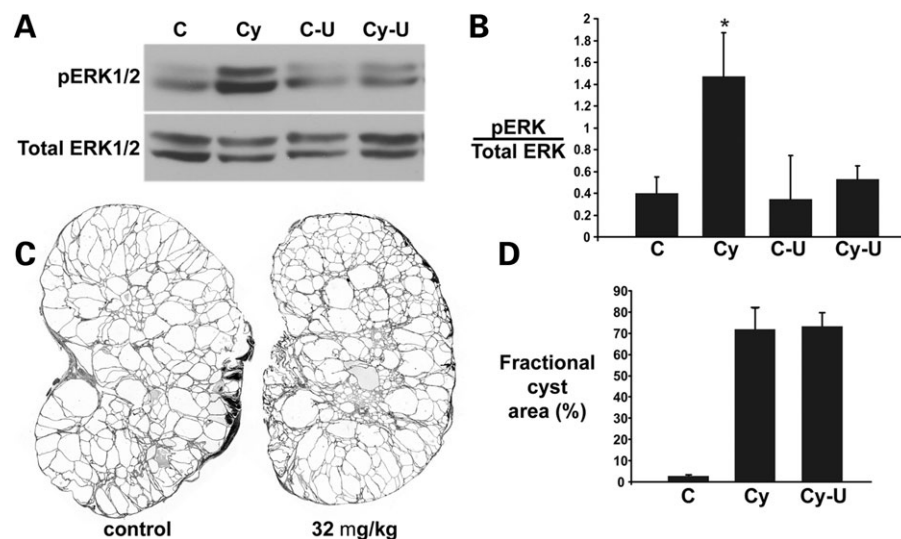 A
C Cy C-U Cy-U
pERK1/2
Total ERK1/2
B
2
1.8
1.6
1.4
1.2
1
0.8
0.6
0.4
0.2
0
*
pERK
Total ERK
C Cy C-U Cy-U
C
control 32 mg/kg
D
90
80
70
60
50
40
30
20
10
0
Fractional
cyst
area (%)
C Cy Cy-U